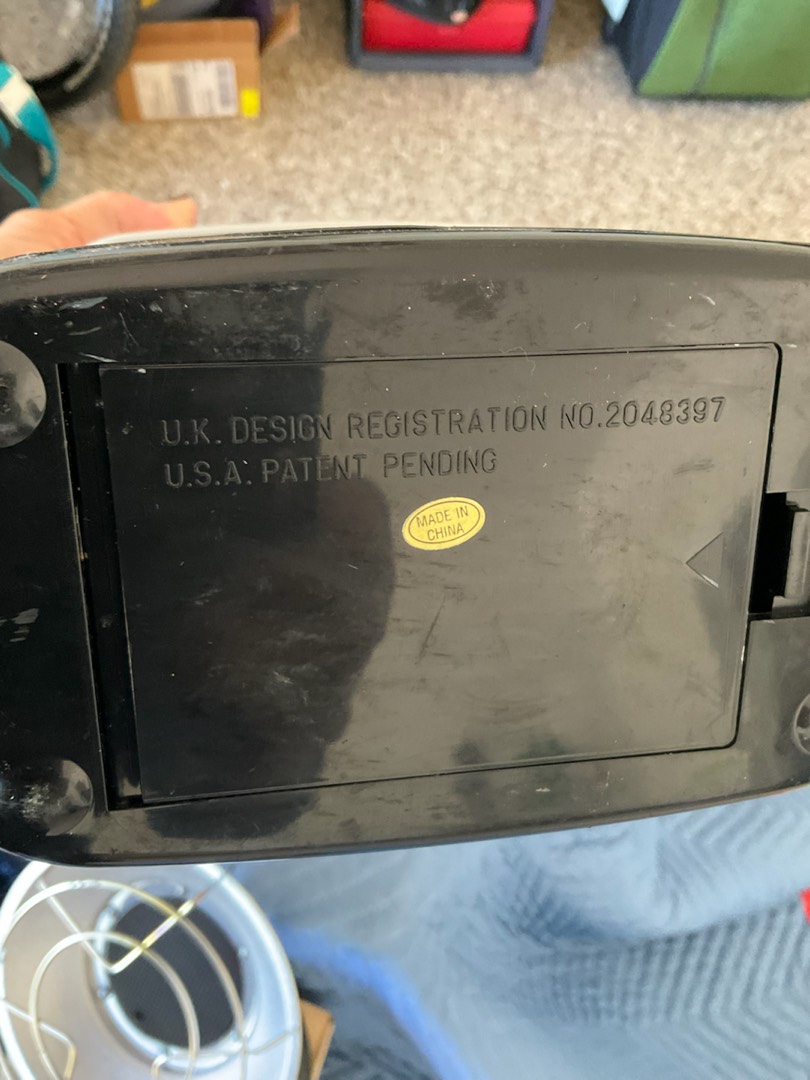 U.K. DESIGN REGISTRATION NO.2048397
U.S.A. PATENT PENDING
MADE IN
CHINA